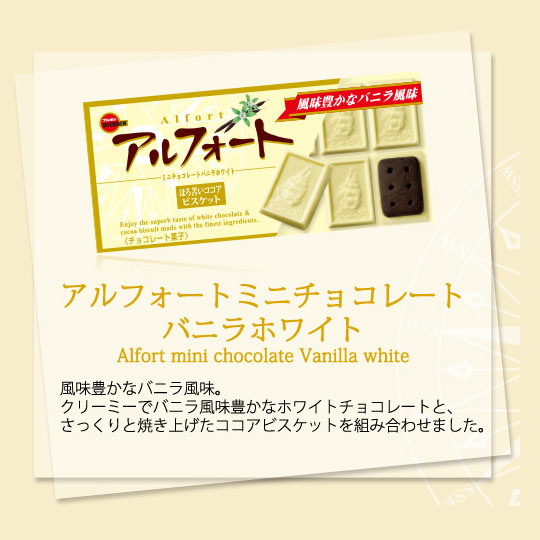 風味豊かなバニラ風味
ブルボン
Alfort
アルフォート
ミニチョコレートバニラホワイト
ほろ苦いココア
ビスケット
Enjoy the superb taste of white chocolate &
cocoa biscuit made with the finest ingredients.
〈チョコレート菓子〉
アルフォートミニチョコレート
バニラホワイト
Alfort mini chocolate Vanilla white
風味豊かなバニラ風味。
クリーミーでバニラ風味豊かなホワイトチョコレートと、
さっくりと焼き上げたココアビスケットを組み合わせました。
MSS
SM
MSS
SSW